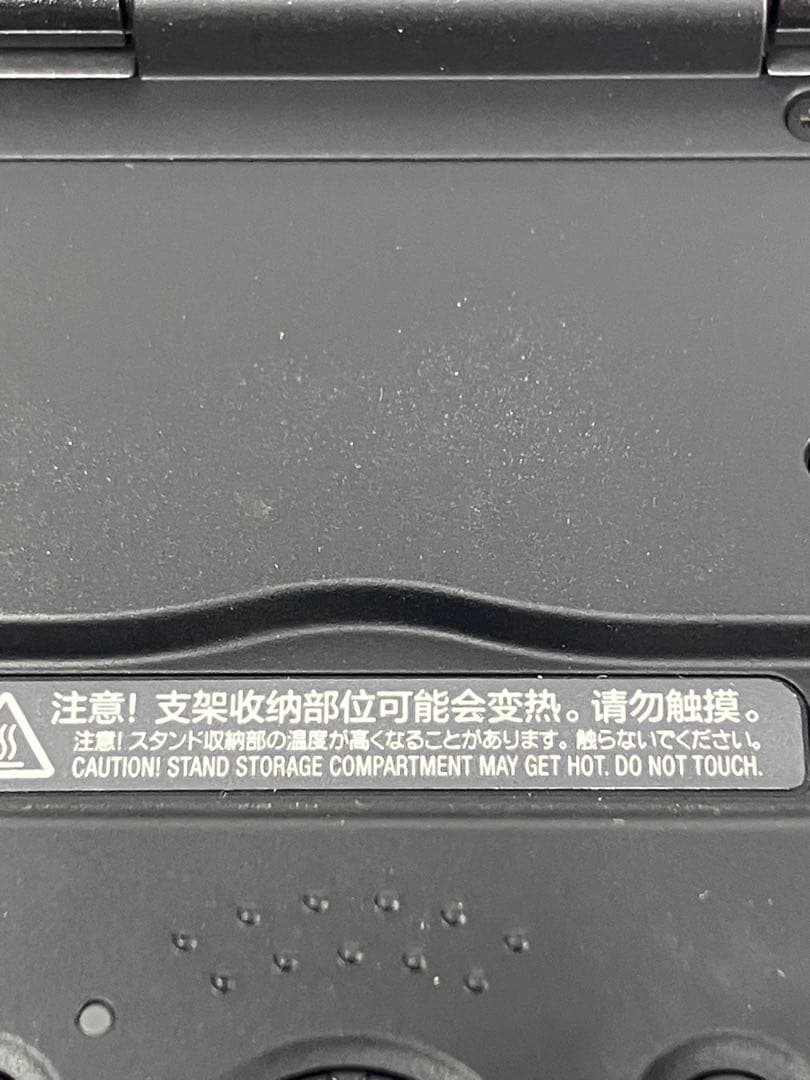 注意! 支架收纳部位可能会变热。请勿触摸。
注意! スタンド収納部の温度が高くなることがあります。触らないでください。
CAUTION! STAND STORAGE COMPARTMENT MAY GET HOT. DO NOT TOUCH.